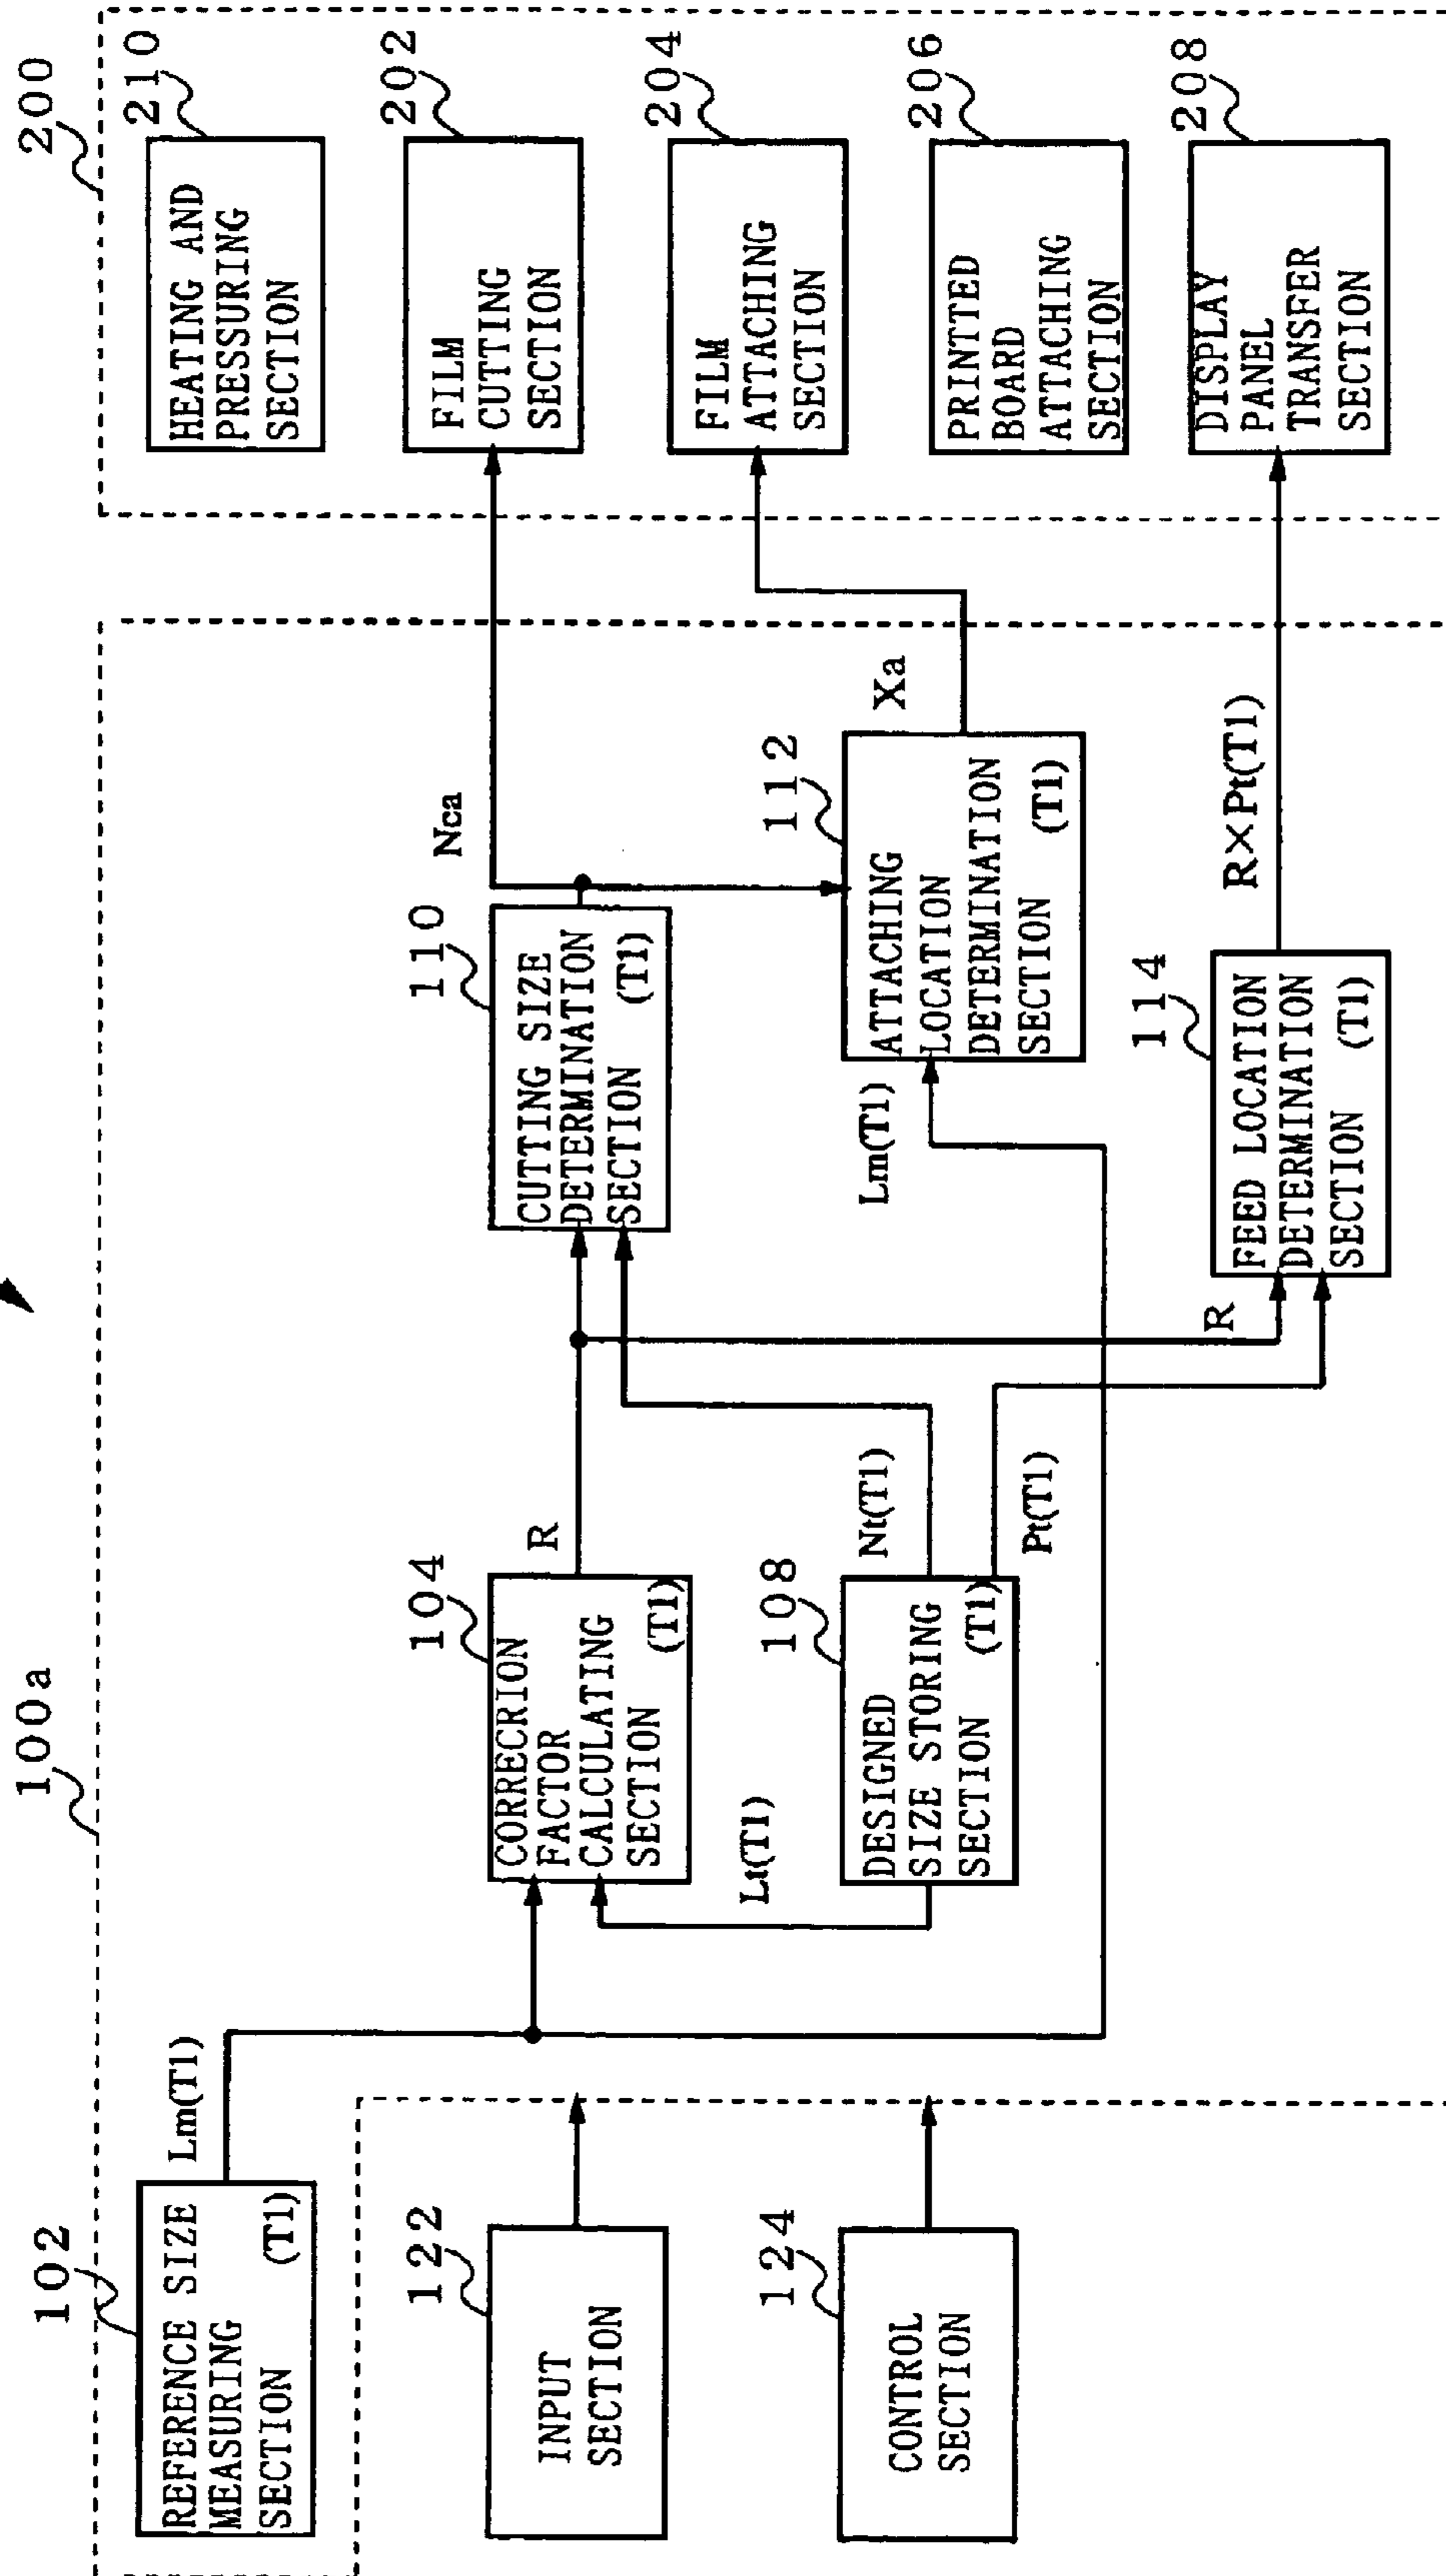 100a
200
102
REFERENCE SIZE
MEASURING
SECTION (T1)
Lm(T1)
122
INPUT
SECTION
124
CONTROL
SECTION
104
CORRECRION
FACTOR
CALCULATING
SECTION (T1)
R
Lt(T1)
108
DESIGNED
SIZE STORING
SECTION (T1)
Nt(T1)
Pt(T1)
110
CUTTING SIZE
DETERMINATION
SECTION (T1)
Nca
Lm(T1)
112
ATTACHING
LOCATION
DETERMINATION
SECTION (T1)
Xa
R
114
FEED LOCATION
DETERMINATION
SECTION (T1)
R×Pt(T1)
210
HEATING AND
PRESSURING
SECTION
202
FILM
CUTTING
SECTION
204
FILM
ATTACHING
SECTION
206
PRINTED
BOARD
ATTACHING
SECTION
208
DISPLAY
PANEL
TRANSFER
SECTION